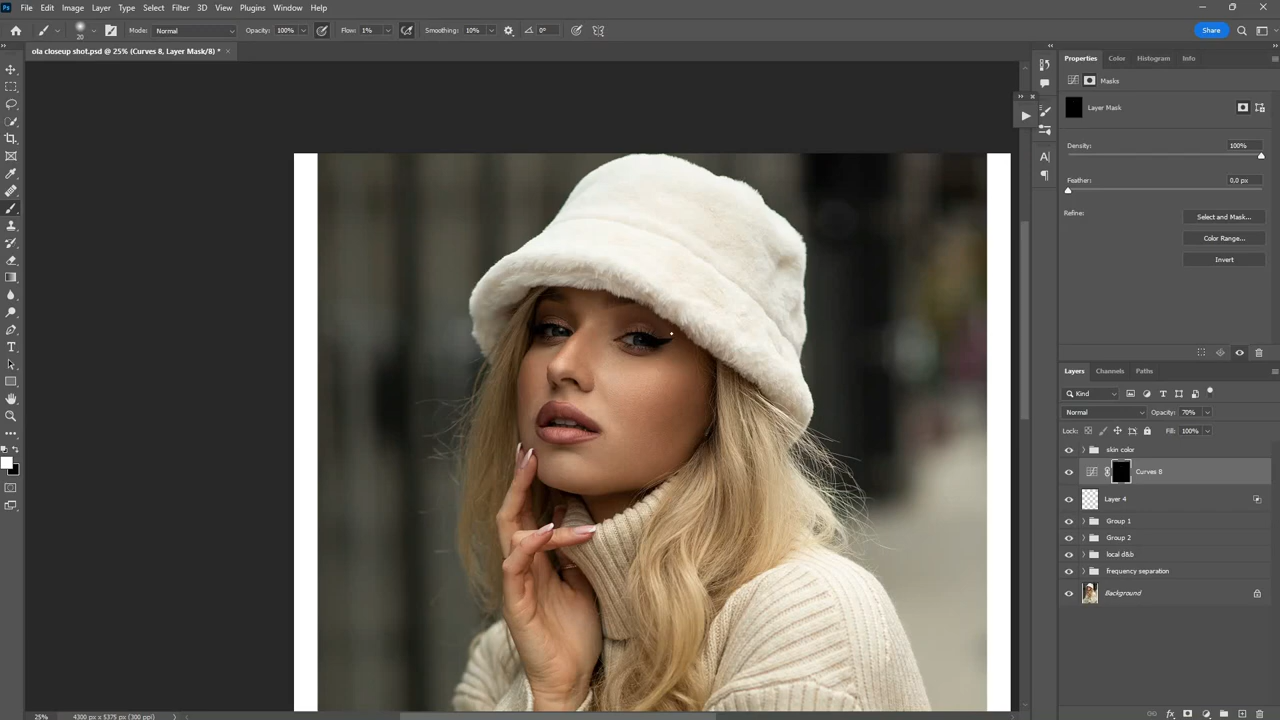 Ps File Edit Image Layer Type Select Filter 3D View Plugins Window Help
20 Mode: Normal Opacity: 100% Flow: 1% Smoothing: 10% 0° Share
ola closeup shot.psd @ 25% (Curves 8, Layer Mask/8) * ×
Properties Color Histogram Info
Masks
Layer Mask
Density: 100%
Feather: 0.0 px
Refine: Select and Mask...
Color Range...
Invert
Layers Channels Paths
Kind
Normal Opacity: 70%
Lock: Fill: 100%
skin color
Curves 8
Layer 4
Group 1
Group 2
local d&b
frequency separation
Background
25% 4300 px × 5375 px (300 ppi)